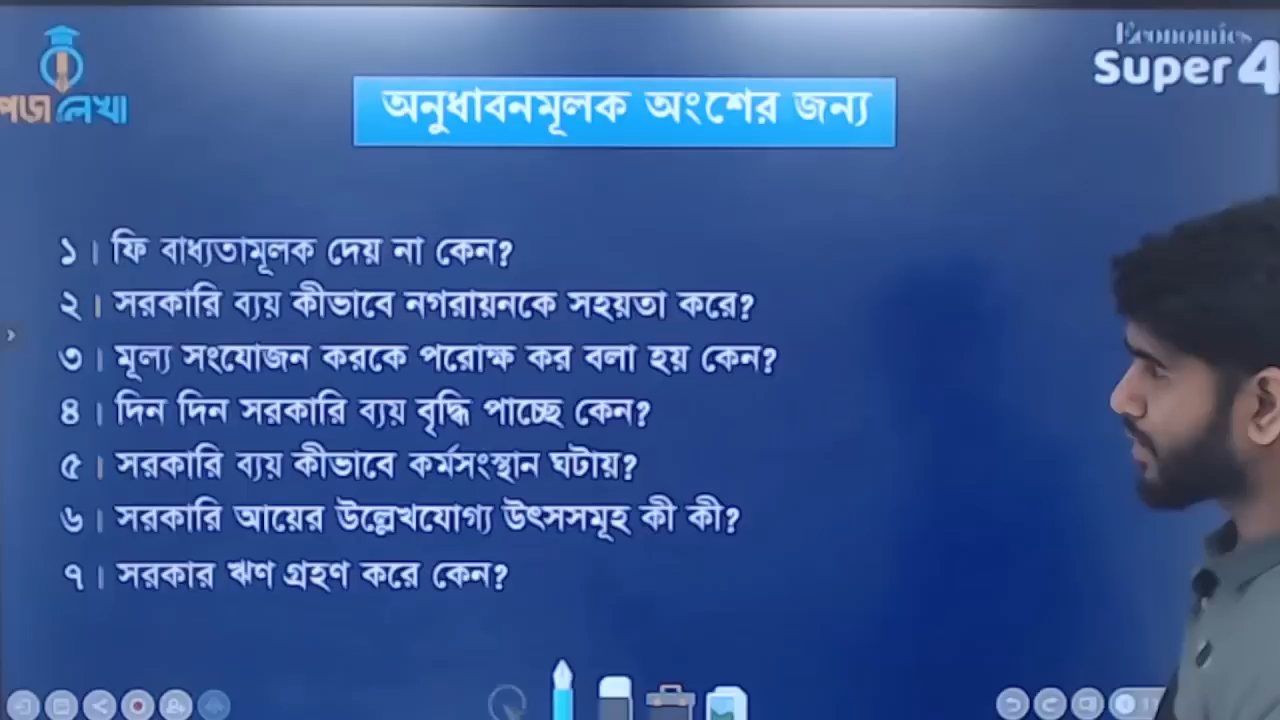 Economics
Super 4
পড়া লেখা
অনুধাবনমূলক অংশের জন্য
১। ফি বাধ্যতামূলক দেয় না কেন?
২। সরকারি ব্যয় কীভাবে নগরায়নকে সহয়তা করে?
৩। মূল্য সংযোজন করকে পরোক্ষ কর বলা হয় কেন?
৪। দিন দিন সরকারি ব্যয় বৃদ্ধি পাচ্ছে কেন?
৫। সরকারি ব্যয় কীভাবে কর্মসংস্থান ঘটায়?
৬। সরকারি আয়ের উল্লেখযোগ্য উৎসসমূহ কী কী?
৭। সরকার ঋণ গ্রহণ করে কেন?